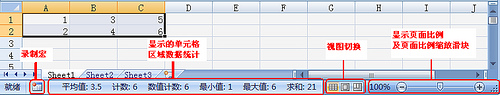 A B C D E F G H I
1 1 3 5
2 2 4 6
录制宏
显示的单元格
区域数据统计
视图切换
显示页面比例
及页面比例缩放滑块
Sheet1 Sheet2 Sheet3
就绪 平均值: 3.5 计数: 6 数值计数: 6 最小值: 1 最大值: 6 求和: 21 100%